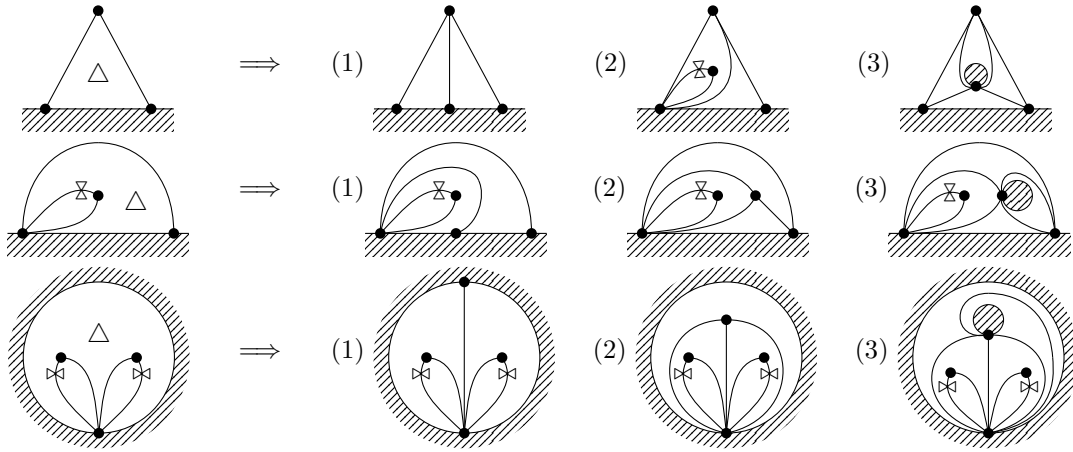 △ ⟹ (1) (2) (3)
△ ⟹ (1) (2) (3)
△ ⟹ (1) (2) (3)